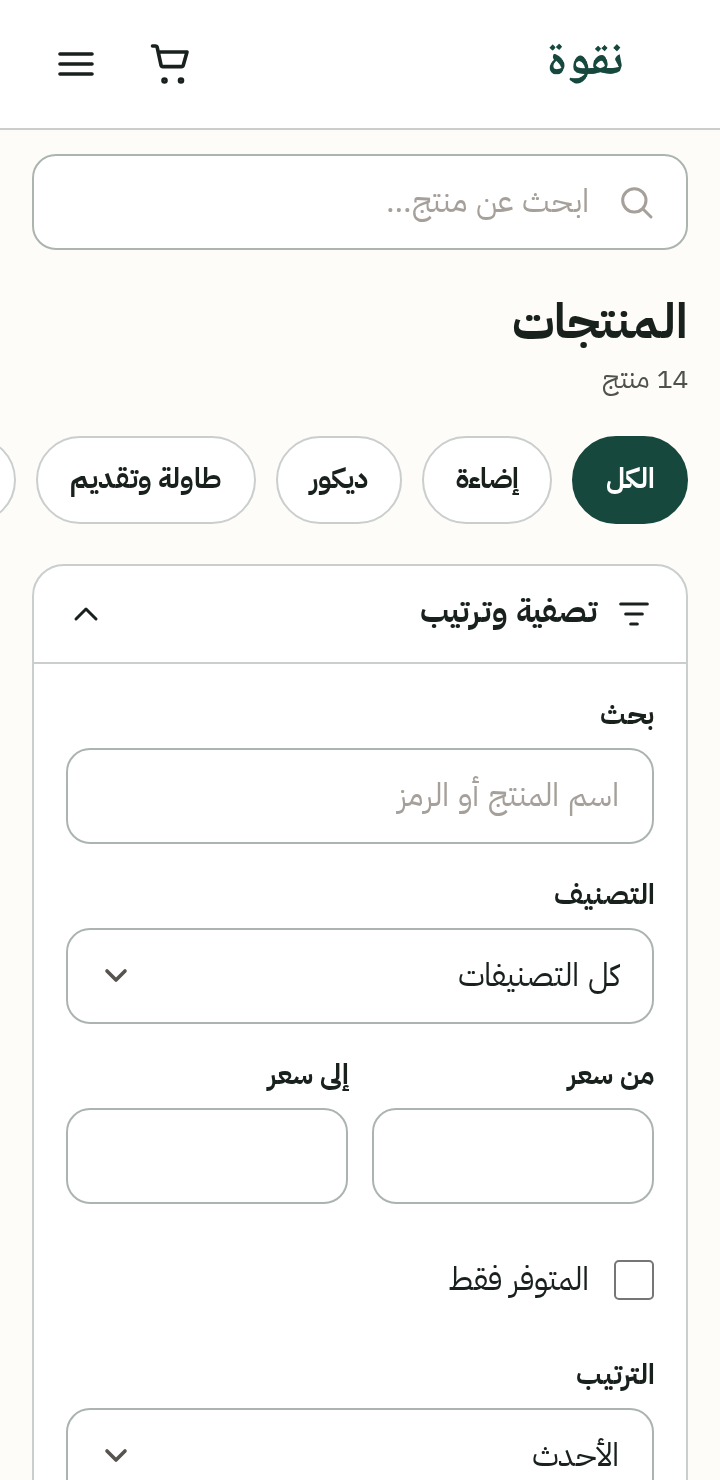 نقوة
ابحث عن منتج...
المنتجات
14 منتج
الكل
إضاءة
ديكور
طاولة وتقديم
تصفية وترتيب
بحث
اسم المنتج أو الرمز
التصنيف
كل التصنيفات
من سعر
إلى سعر
المتوفر فقط
الترتيب
الأحدث